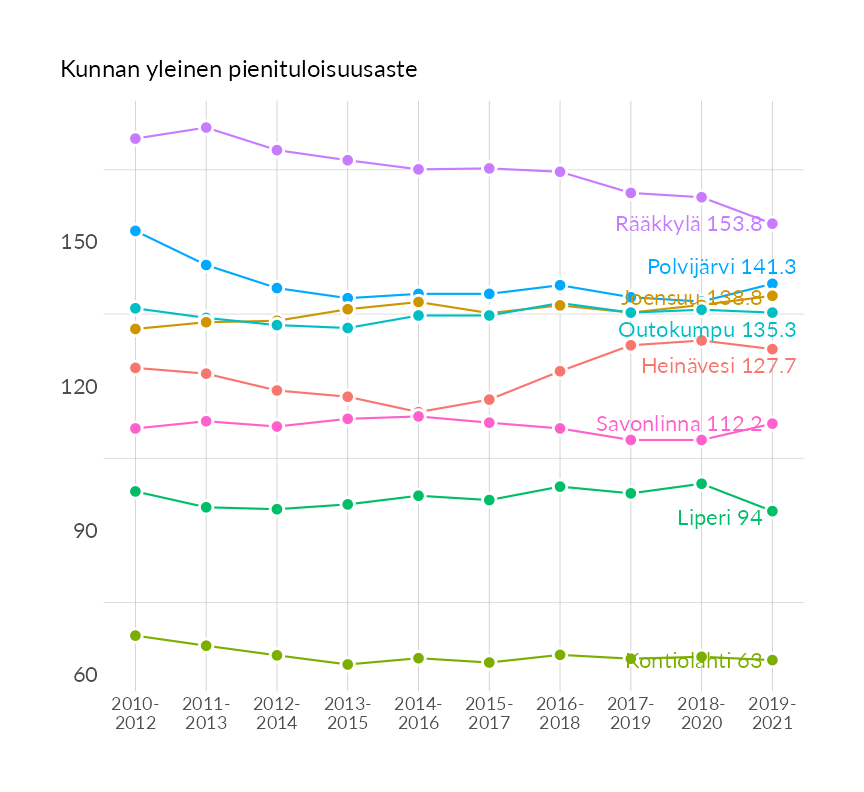 Kunnan yleinen pienituloisuusaste
Rääkkylä 153.8
150
Polvijärvi 141.3
Joensuu 138.8
Outokumpu 135.3
Heinävesi 127.7
120
Savonlinna 112.2
Liperi 94
90
Kontiolahti 63
60
2010- 2011- 2012- 2013- 2014- 2015- 2016- 2017- 2018- 2019-
2012 2013 2014 2015 2016 2017 2018 2019 2020 2021